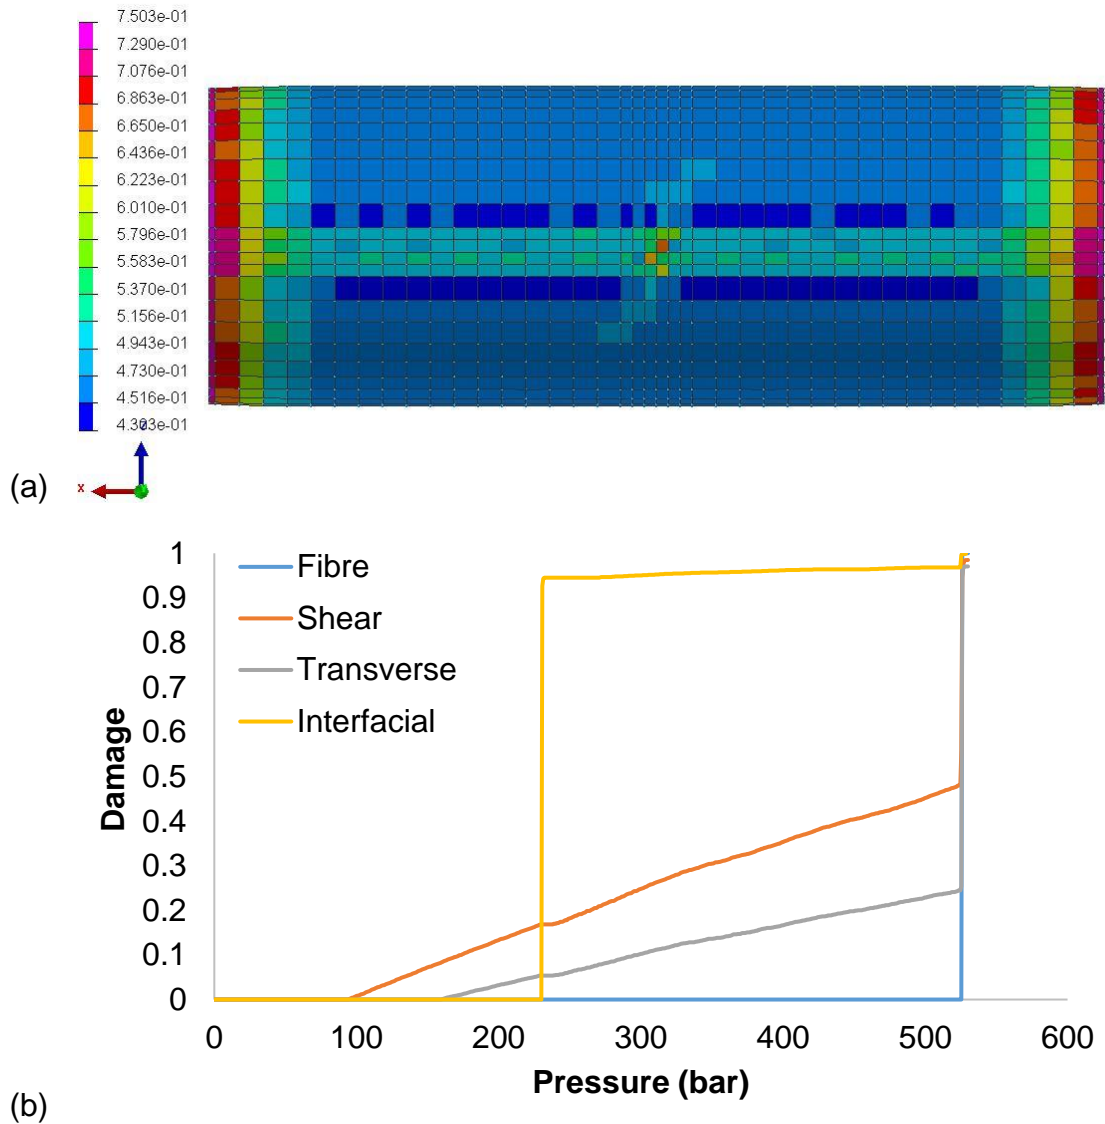 7.503e-01
7.290e-01
7.076e-01
6.863e-01
6.650e-01
6.436e-01
6.223e-01
6.010e-01
5.796e-01
5.583e-01
5.370e-01
5.156e-01
4.943e-01
4.730e-01
4.516e-01
4.303e-01
z
x
(a)
1
0.9
0.8
0.7
0.6
0.5
0.4
0.3
0.2
0.1
0
Damage
Fibre
Shear
Transverse
Interfacial
0 100 200 300 400 500 600
Pressure (bar)
(b)